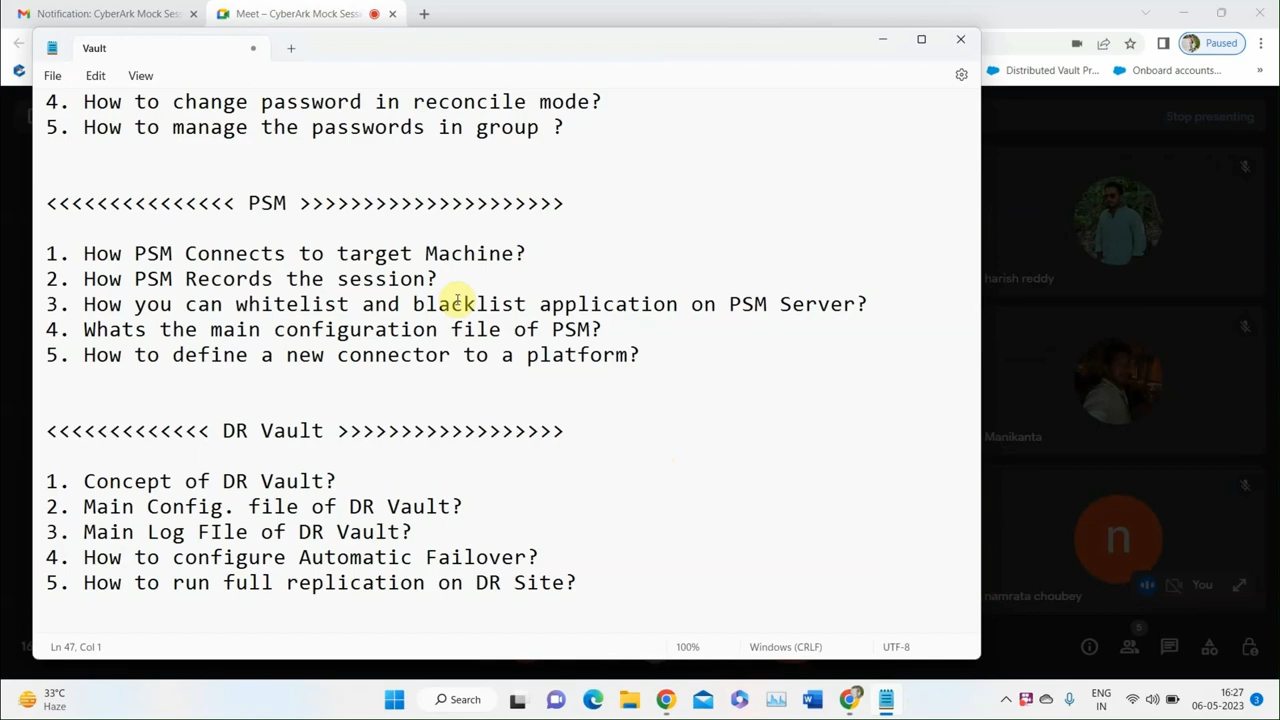 Notification: CyberArk Mock Ses
Meet – CyberArk Mock Sess
Paused
Distributed Vault Pr...
Onboard accounts...
»
Vault
File Edit View
Stop presenting
4. How to change password in reconcile mode?
5. How to manage the passwords in group ?
<<<<<<<<<<<<<<< PSM >>>>>>>>>>>>>>>>>>>>>
1. How PSM Connects to target Machine?
2. How PSM Records the session?
3. How you can whitelist and blacklist application on PSM Server?
4. Whats the main configuration file of PSM?
5. How to define a new connector to a platform?
<<<<<<<<<<<<< DR Vault >>>>>>>>>>>>>>>>>>
1. Concept of DR Vault?
2. Main Config. file of DR Vault?
3. Main Log FIle of DR Vault?
4. How to configure Automatic Failover?
5. How to run full replication on DR Site?
harish reddy
Manikanta
n
You
namrata choubey
5
Ln 47, Col 1
100%
Windows (CRLF)
UTF-8
33°C
Haze
Search
ENG
IN
16:27
06-05-2023
3